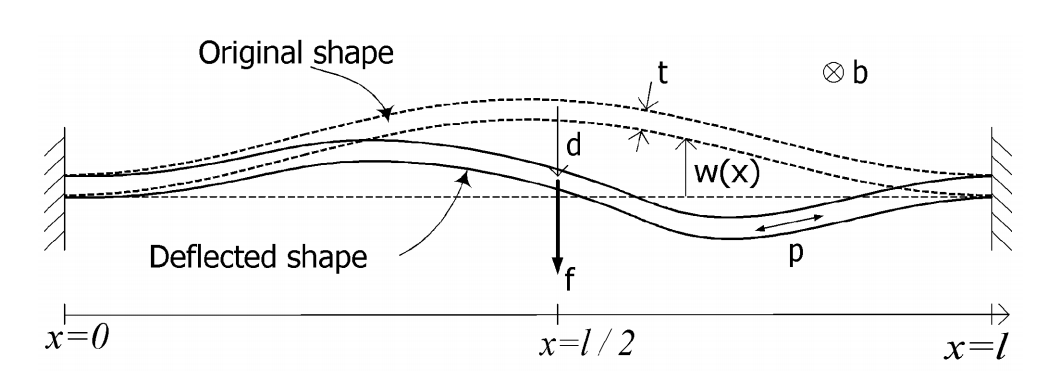 Original shape
t
⊗ b
d
w(x)
Deflected shape
p
f
x=0
x=l / 2
x=l